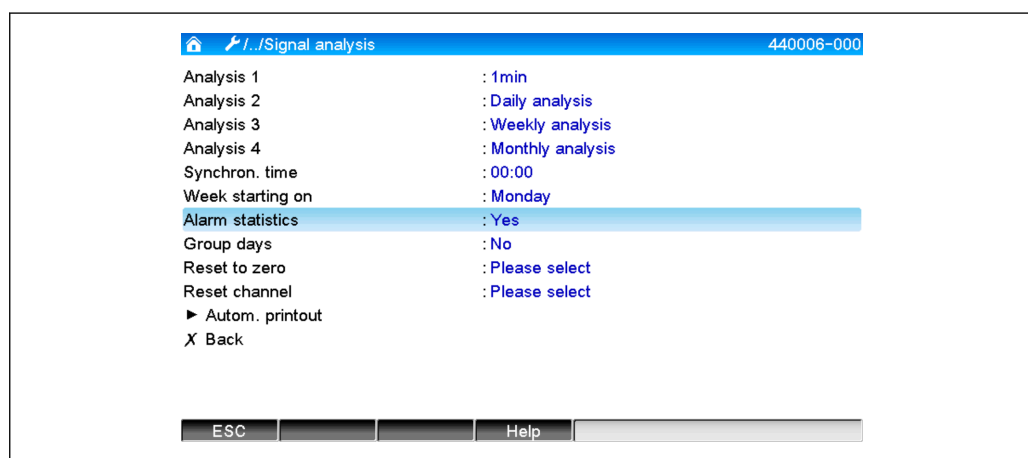 /../Signal analysis 440006-000
Analysis 1 : 1min
Analysis 2 : Daily analysis
Analysis 3 : Weekly analysis
Analysis 4 : Monthly analysis
Synchron. time : 00:00
Week starting on : Monday
Alarm statistics : Yes
Group days : No
Reset to zero : Please select
Reset channel : Please select
► Autom. printout
X Back
ESC Help